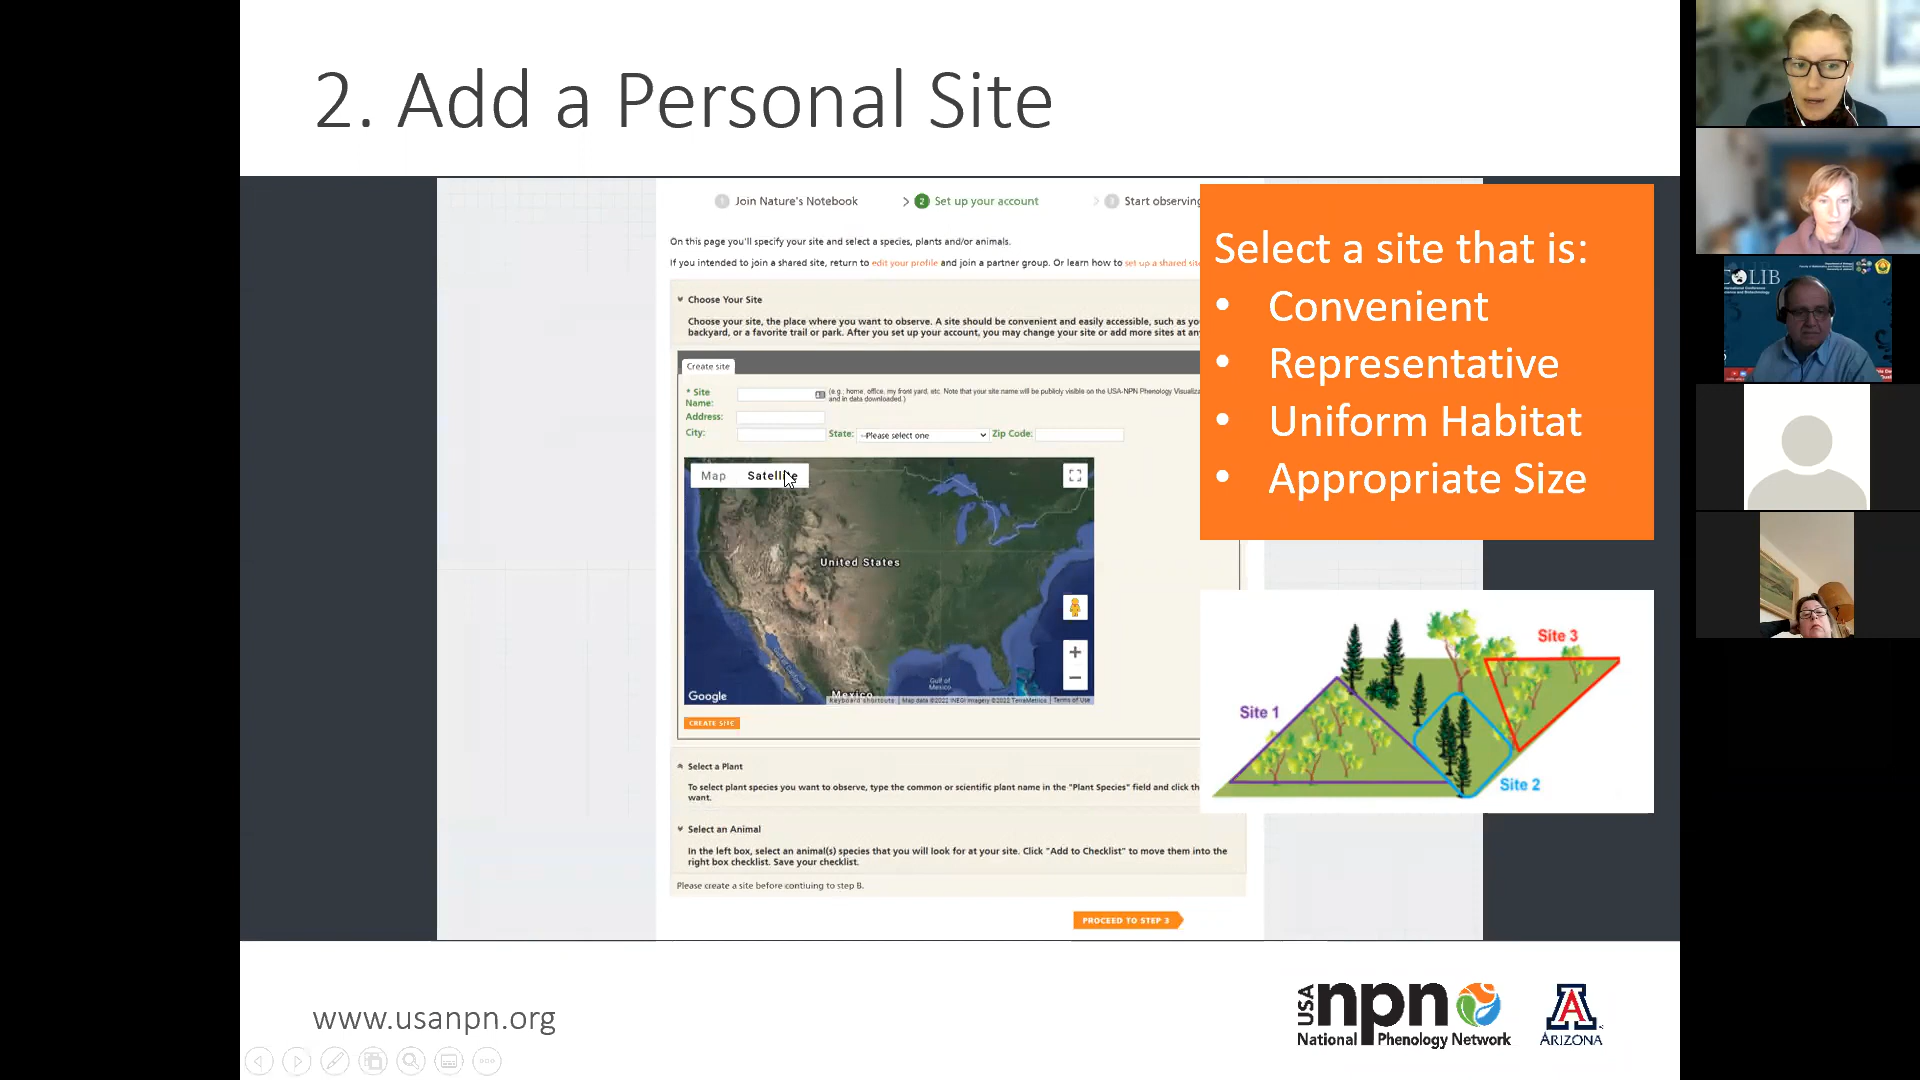 2. Add a Personal Site
1 Join Nature's Notebook > 2 Set up your account > 3 Start observing
On this page you'll specify your site and select a species, plants and/or animals.
If you intended to join a shared site, return to edit your profile and join a partner group. Or learn how to set up a shared site
Choose Your Site
Choose your site, the place where you want to observe. A site should be convenient and easily accessible, such as yo
backyard, or a favorite trail or park. After you set up your account, you may change your site or add more sites at any
Create site
* Site Name:
(e.g., home, office, my front yard, etc. Note that your site name will be publicly visible on the USA-NPN Phenology Visualiza
and in data downloaded.)
Address:
City:
State: --Please select one Zip Code:
Map Satellite
United States
Gulf of California
Gulf of Mexico
Mexico
Google
Keyboard shortcuts Map data ©2022 INEGI Imagery ©2022 TerraMetrics Terms of Use
CREATE SITE
Select a Plant
To select plant species you want to observe, type the common or scientific plant name in the "Plant Species" field and click the
want.
Select an Animal
In the left box, select an animal(s) species that you will look for at your site. Click "Add to Checklist" to move them into the
right box checklist. Save your checklist.
Please create a site before continuing to step B.
PROCEED TO STEP 3
Select a site that is:
• Convenient
• Representative
• Uniform Habitat
• Appropriate Size
Site 1
Site 2
Site 3
www.usanpn.org
USA npn
National Phenology Network
A
ARIZONA
COLIB